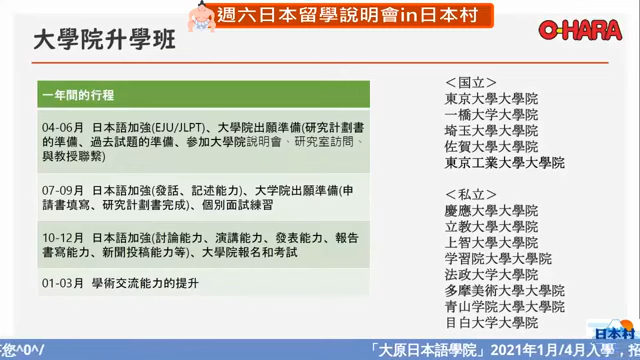 週六日本留學說明會in日本村
O-HARA
大學院升學班
一年間的行程
04-06月 日本語加強(EJU/JLPT)、大學院出願準備(研究計劃書
的準備、過去試題的準備、參加大學院說明會、研究室訪問、
與教授聯繫)
07-09月 日本語加強(發話、記述能力)、大学院出願準備(申
請書填寫、研究計劃書完成)、個別面試練習
10-12月 日本語加強(討論能力、演講能力、發表能力、報告
書寫能力、新聞投稿能力等)、大學院報名和考試
01-03月 學術交流能力的提升
＜国立＞
東京大學大學院
一橋大学大學院
埼玉大學大學院
佐賀大學大學院
東京工業大學大學院
＜私立＞
慶應大學大學院
立教大學大學院
上智大學大學院
学習院大學大學院
法政大学大學院
多摩美術大學大學院
青山学院大學大學院
目白大学大學院
日本村
您^0^/
「大原日本語學院」2021年1月/4月入學，招